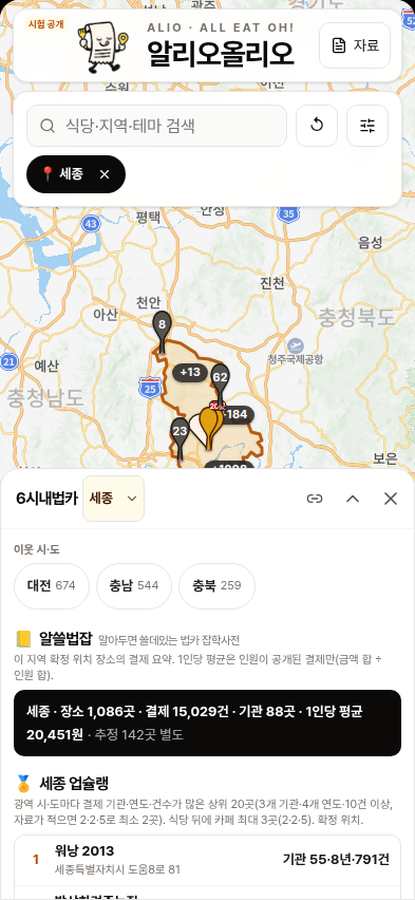 시험 공개
ALIO · ALL EAT OH!
알리오올리오
자료
식당·지역·테마 검색
📍 세종 ✕
안성
43
평택
35
음성
진천
천안
아산
8
충청북도
청주국제공항
+13
62
21
예산
25
충청남도
184
23
보은
6시내법카
세종
이웃 시·도
대전 674
충남 544
충북 259
📒 알쓸법잡 알아두면 쓸데있는 법카 잡학사전
이 지역 확정 위치 장소의 결제 요약. 1인당 평균은 인원이 공개된 결제만(금액 합 ÷
인원 합).
세종 · 장소 1,086곳 · 결제 15,029건 · 기관 88곳 · 1인당 평균
20,451원 · 추정 142곳 별도
🏅 세종 업슐랭
광역 시·도마다 결제 기관·연도·건수가 많은 상위 20곳(3개 기관·4개 연도·10건 이상,
자료가 적으면 2·2·5로 최소 2곳). 식당 뒤에 카페 최대 3곳(2·2·5). 확정 위치.
1
워낭 2013
세종특별자치시 도움8로 81
기관 55·8년·791건